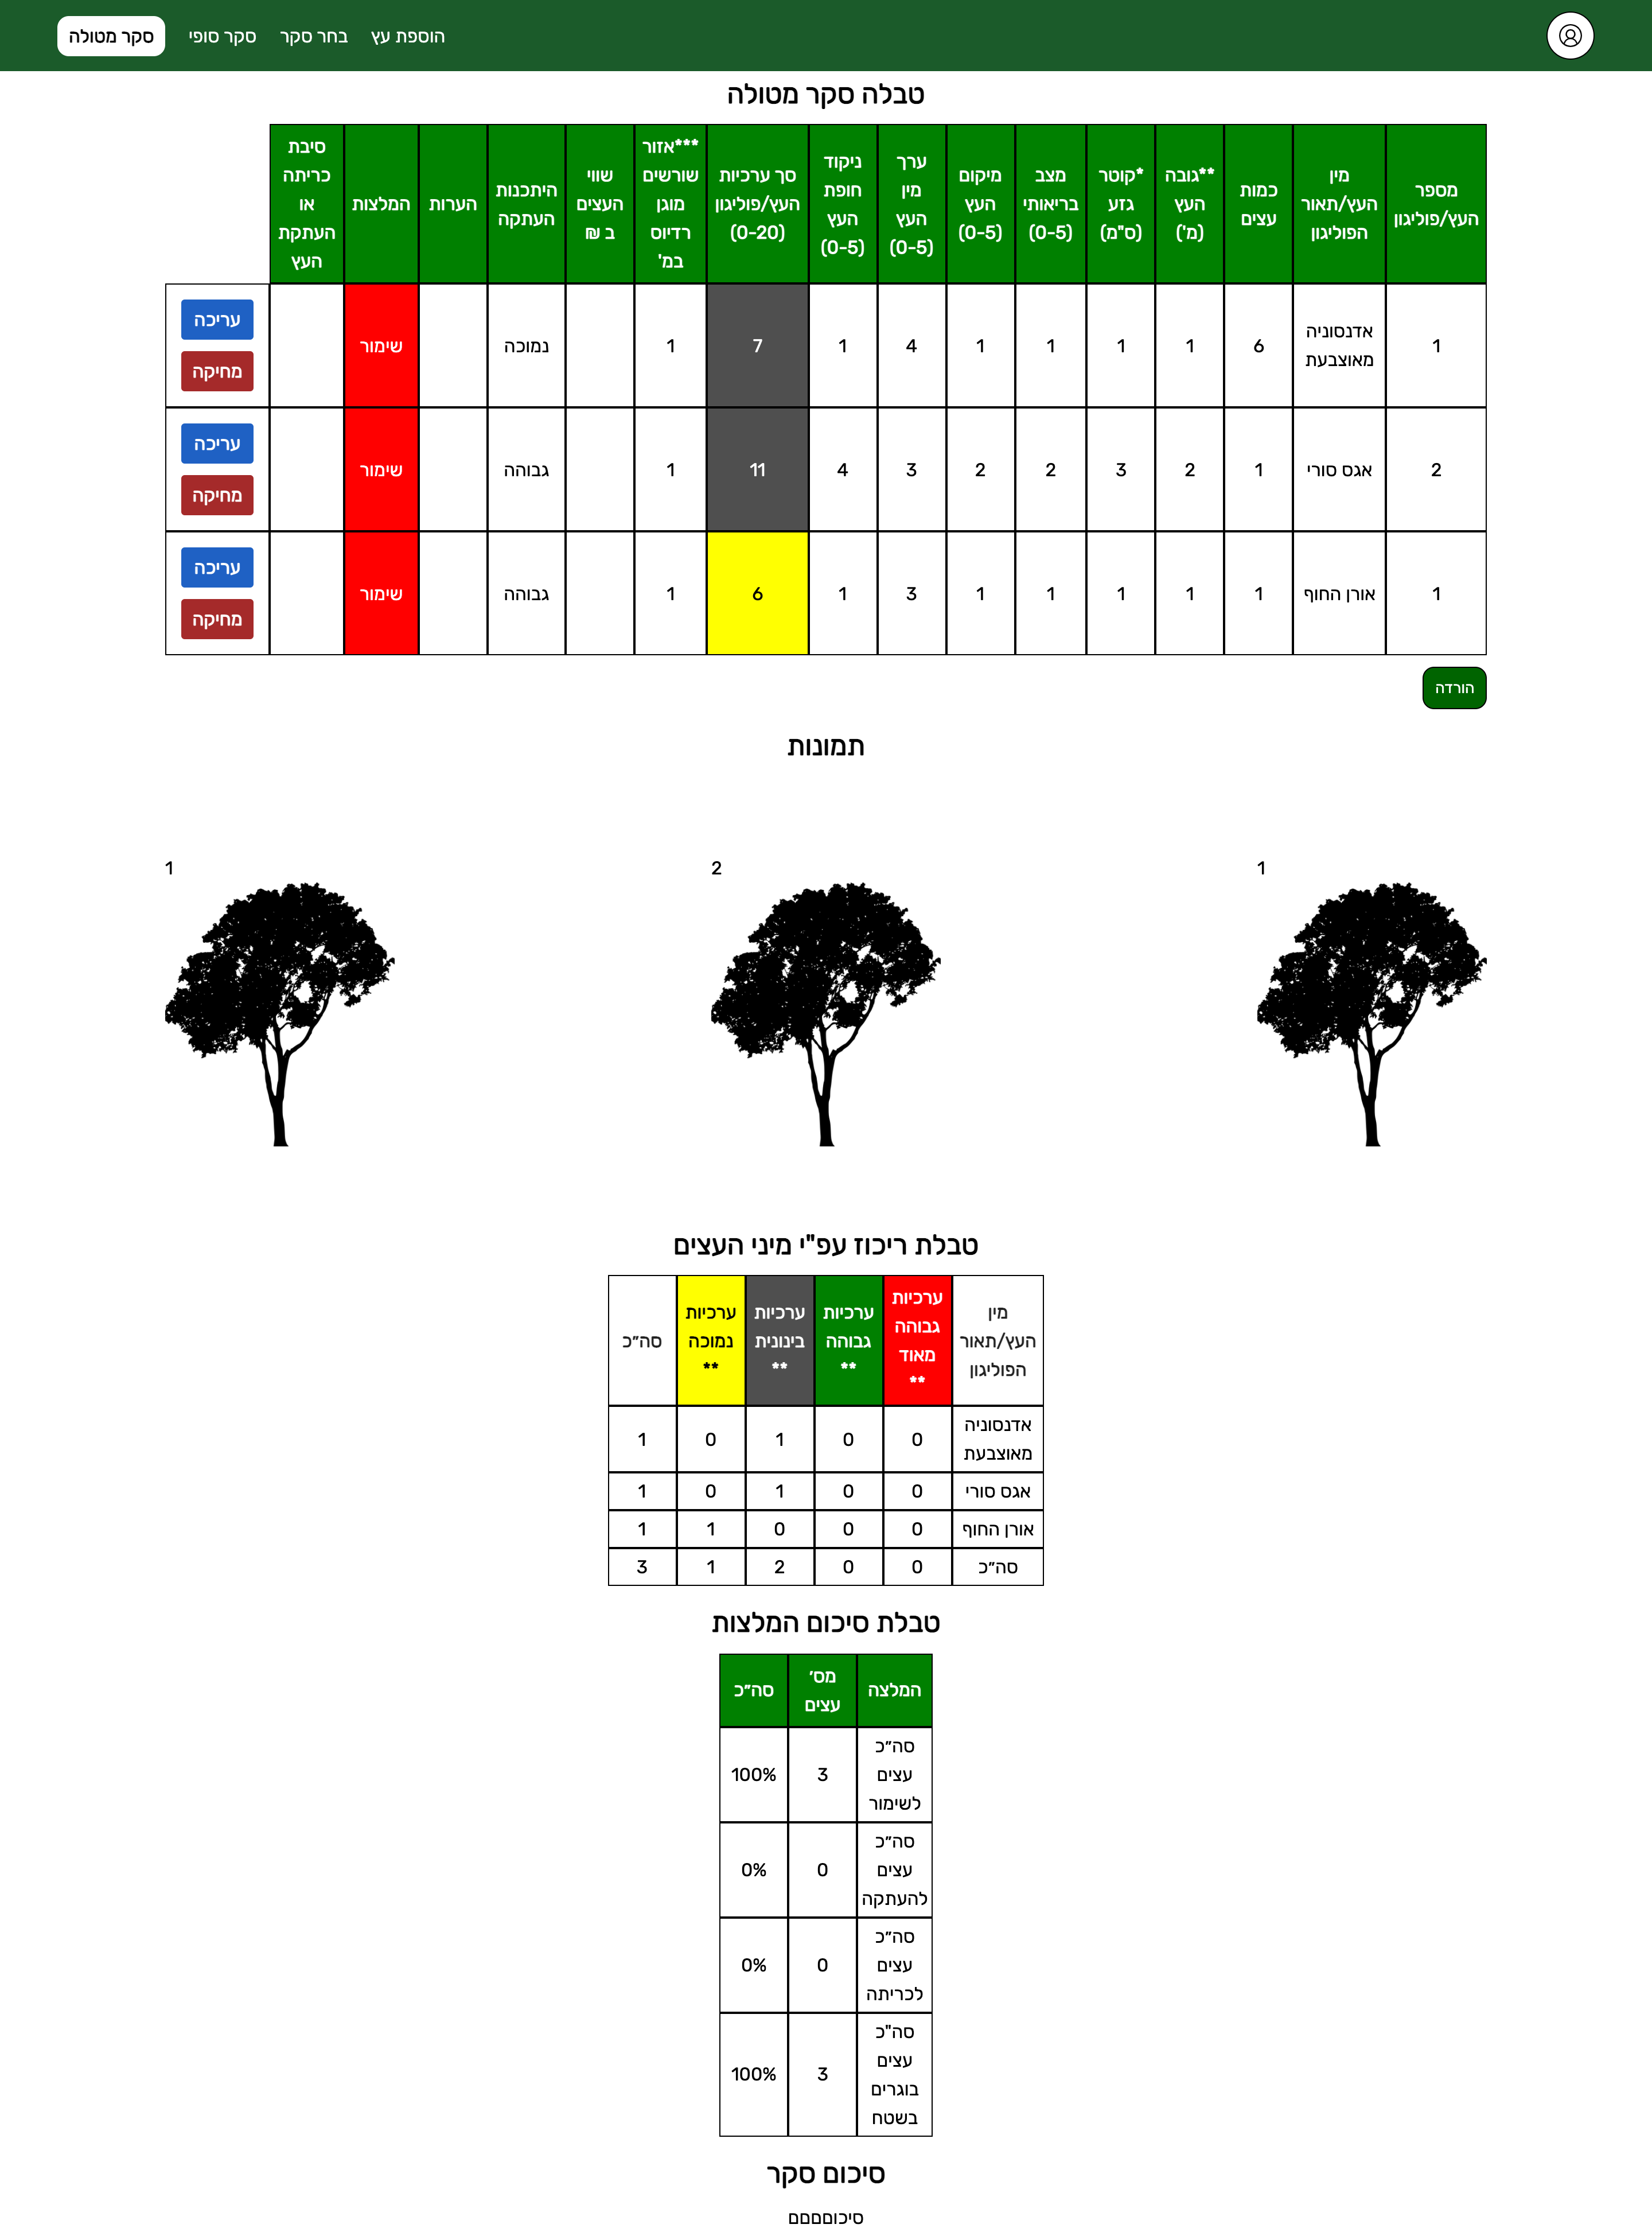 הוספת עץ בחר סקר סקר סופי סקר מטולה
טבלה סקר מטולה
מספר העץ/פוליגון
מין העץ/תאור הפוליגון
כמות עצים
**גובה העץ (מ')
*קוטר גזע (ס"מ)
מצב בריאותי (0-5)
מיקום העץ (0-5)
ערך מין העץ (0-5)
ניקוד חופת העץ (0-5)
סך ערכיות העץ/פוליגון (0-20)
***אזור שורשים מוגן רדיוס במ'
שווי העצים ב ₪
היתכנות העתקה
הערות
המלצות
סיבת כריתה או העתקת העץ
1 אדנסוניה מאוצבעת 6 1 1 1 1 4 1 7 1 נמוכה שימור עריכה מחיקה
2 אגס סורי 1 2 3 2 2 3 4 11 1 גבוהה שימור עריכה מחיקה
1 אורן החוף 1 1 1 1 1 3 1 6 1 גבוהה שימור עריכה מחיקה
הורדה
תמונות
1 2 1
טבלת ריכוז עפ"י מיני העצים
מין העץ/תאור הפוליגון
ערכיות גבוהה מאוד **
ערכיות גבוהה **
ערכיות בינונית **
ערכיות נמוכה **
סה״כ
אדנסוניה מאוצבעת 0 0 1 0 1
אגס סורי 0 0 1 0 1
אורן החוף 0 0 0 1 1
סה״כ 0 0 2 1 3
טבלת סיכום המלצות
המלצה מס׳ עצים סה״כ
סה״כ עצים לשימור 3 100%
סה״כ עצים להעתקה 0 0%
סה״כ עצים לכריתה 0 0%
סה"כ עצים בוגרים בשטח 3 100%
סיכום סקר
סיכוםםםםם